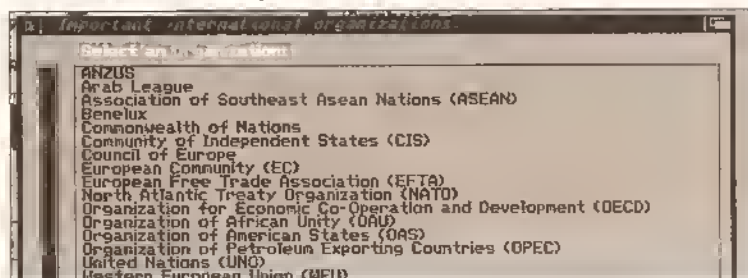 Important international organizations.
Select an organization:
ANZUS
Arab League
Association of Southeast Asean Nations (ASEAN)
Benelux
Commonwealth of Nations
Community of Independent States (CIS)
Council of Europe
European Community (EC)
European Free Trade Association (EFTA)
North Atlantic Treaty Organization (NATO)
Organization for Economic Co-Operation and Development (OECD)
Organization of African Unity (OAU)
Organization of American States (OAS)
Organization of Petroleum Exporting Countries (OPEC)
United Nations (UNO)
Western European Union (WEU)